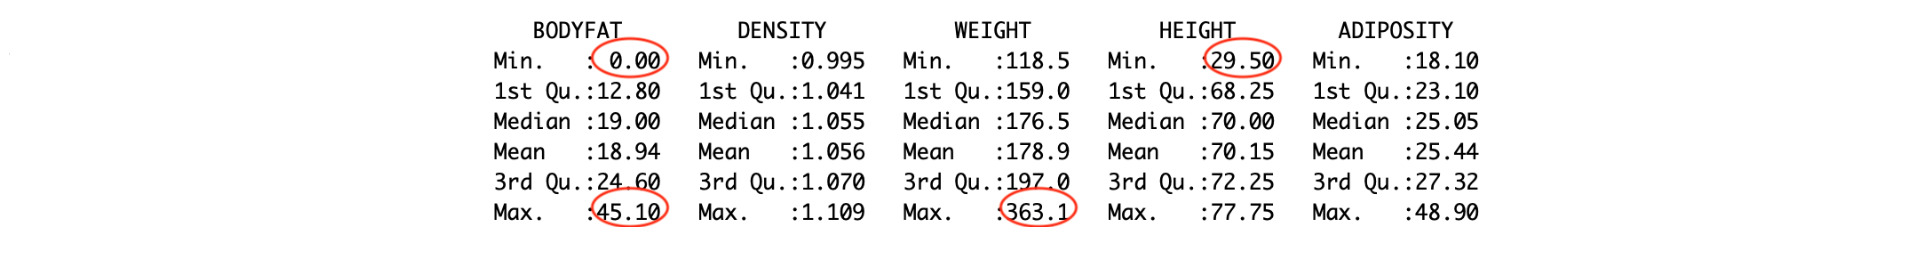 BODYFAT DENSITY WEIGHT HEIGHT ADIPOSITY
Min.   : 0.00 Min.   :0.995 Min.   :118.5 Min.   :29.50 Min.   :18.10
1st Qu.:12.80 1st Qu.:1.041 1st Qu.:159.0 1st Qu.:68.25 1st Qu.:23.10
Median :19.00 Median :1.055 Median :176.5 Median :70.00 Median :25.05
Mean   :18.94 Mean   :1.056 Mean   :178.9 Mean   :70.15 Mean   :25.44
3rd Qu.:24.60 3rd Qu.:1.070 3rd Qu.:197.0 3rd Qu.:72.25 3rd Qu.:27.32
Max.   :45.10 Max.   :1.109 Max.   :363.1 Max.   :77.75 Max.   :48.90